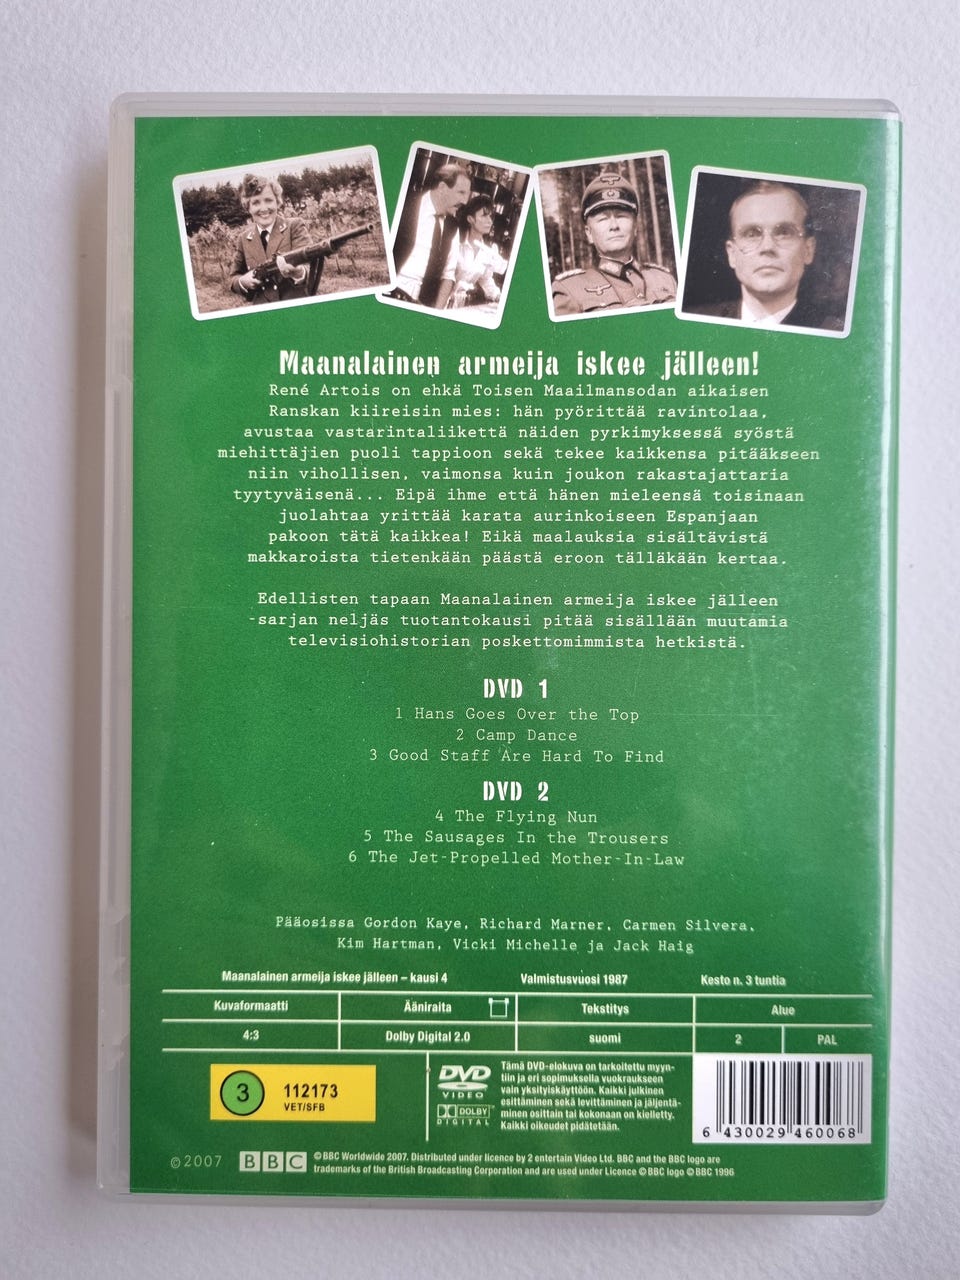 Maanalainen armeija iskee jälleen!
René Artois on ehkä Toisen Maailmansodan aikaisen
Ranskan kiireisin mies: hän pyörittää ravintolaa,
avustaa vastarintaliikettä näiden pyrkimyksessä syöstä
miehittäjien puoli tappioon sekä tekee kaikkensa pitääkseen
niin vihollisen, vaimonsa kuin joukon rakastajattaria
tyytyväisenä... Eipä ihme että hänen mieleensä toisinaan
juolahtaa yrittää karata aurinkoiseen Espanjaan
pakoon tätä kaikkea! Eikä maalauksia sisältävistä
makkaroista tietenkään päästä eroon tälläkään kertaa.
Edellisten tapaan Maanalainen armeija iskee jälleen
-sarjan neljäs tuotantokausi pitää sisällään muutamia
televisiohistorian poskettomimmista hetkistä.
DVD 1
1 Hans Goes Over the Top
2 Camp Dance
3 Good Staff Are Hard To Find
DVD 2
4 The Flying Nun
5 The Sausages In the Trousers
6 The Jet-Propelled Mother-In-Law
Pääosissa Gordon Kaye, Richard Marner, Carmen Silvera,
Kim Hartman, Vicki Michelle ja Jack Haig
Maanalainen armeija iskee jälleen – kausi 4 Valmistusvuosi 1987 Kesto n. 3 tuntia
Kuvaformaatti Ääniraita Tekstitys Alue
4:3 Dolby Digital 2.0 suomi 2 PAL
3 112173
VET/SFB
DVD
VIDEO
DOLBY
DIGITAL
Tämä DVD-elokuva on tarkoitettu myyn-
tiin ja eri sopimuksella vuokraukseen
vain yksityiskäyttöön. Kaikki julkinen
esittäminen sekä levittäminen ja jäljentä-
minen osittain tai kokonaan on kielletty.
Kaikki oikeudet pidätetään.
6 430029 460068
©2007 BBC
© BBC Worldwide 2007. Distributed under licence by 2 entertain Video Ltd. BBC and the BBC logo are
trademarks of the British Broadcasting Corporation and are used under Licence © BBC logo © BBC 1996